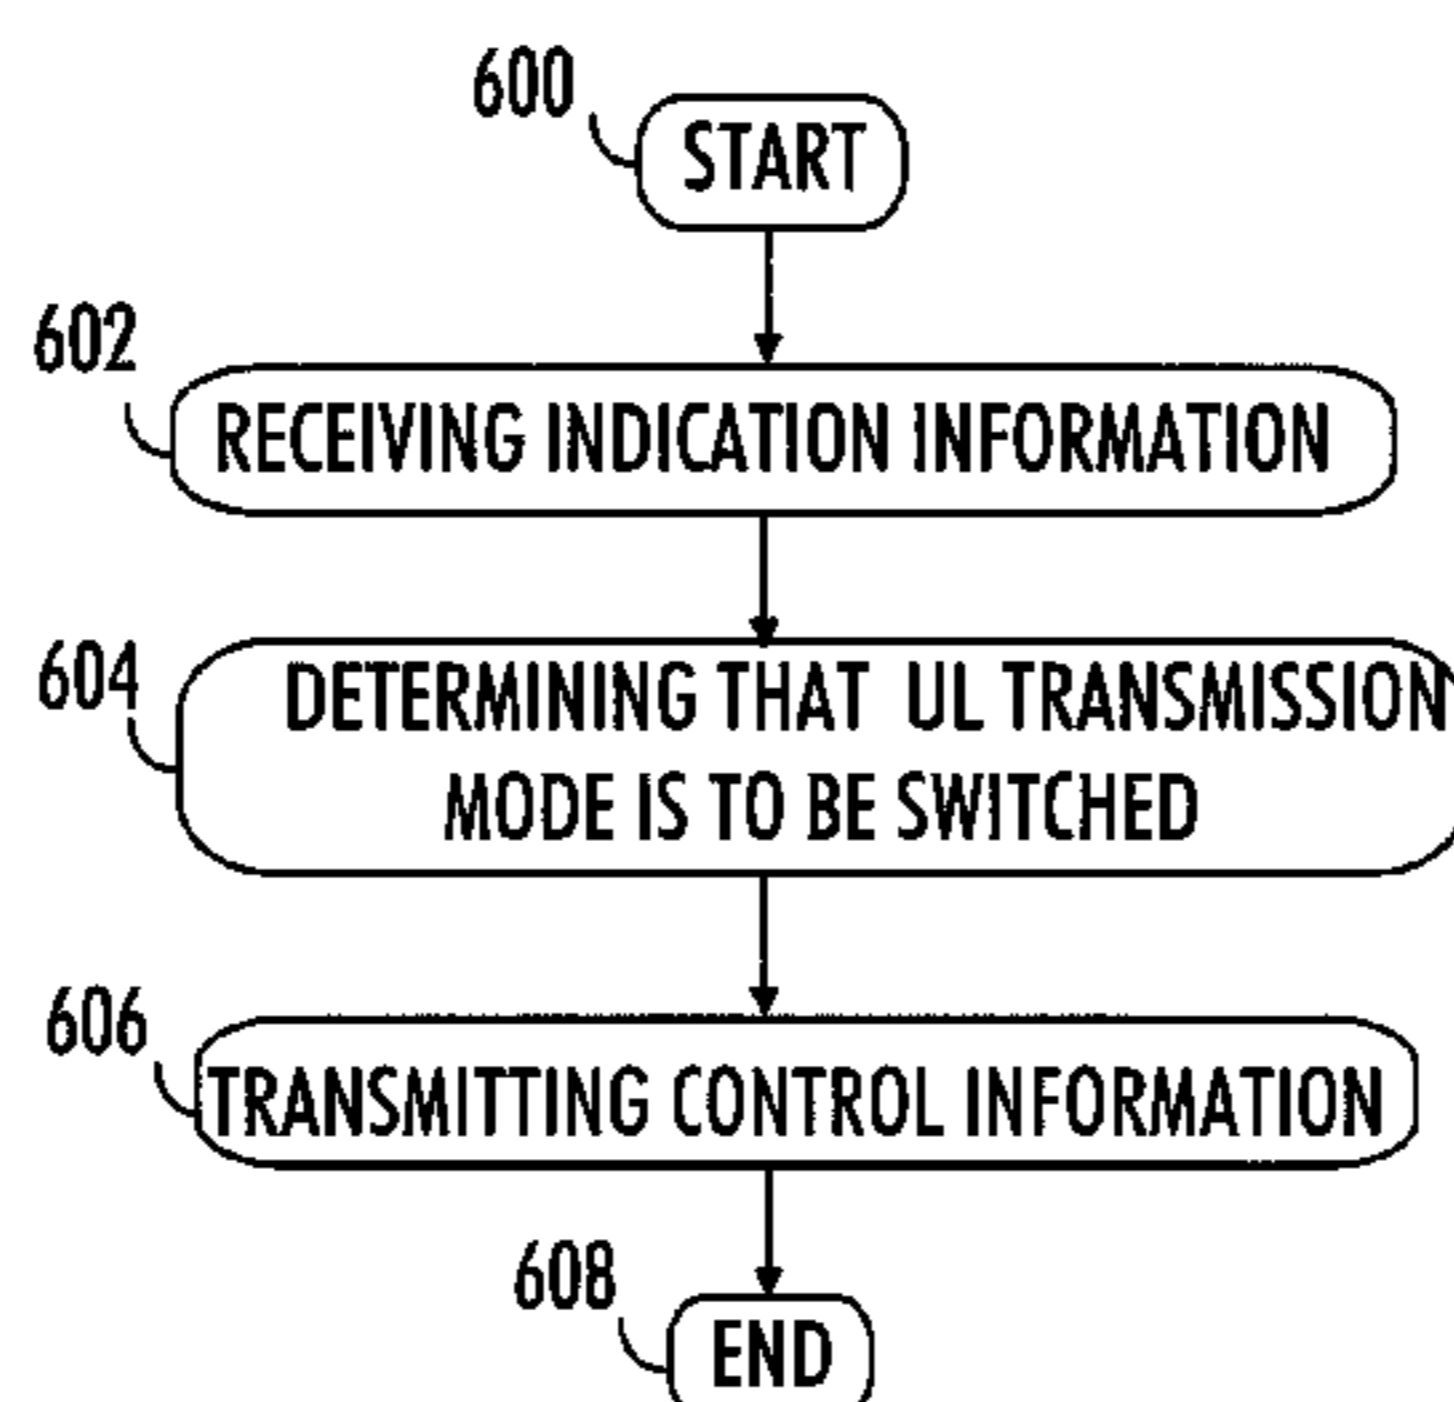 600
START
602
RECEIVING INDICATION INFORMATION
604
DETERMINING THAT UL TRANSMISSION
MODE IS TO BE SWITCHED
606
TRANSMITTING CONTROL INFORMATION
608
END